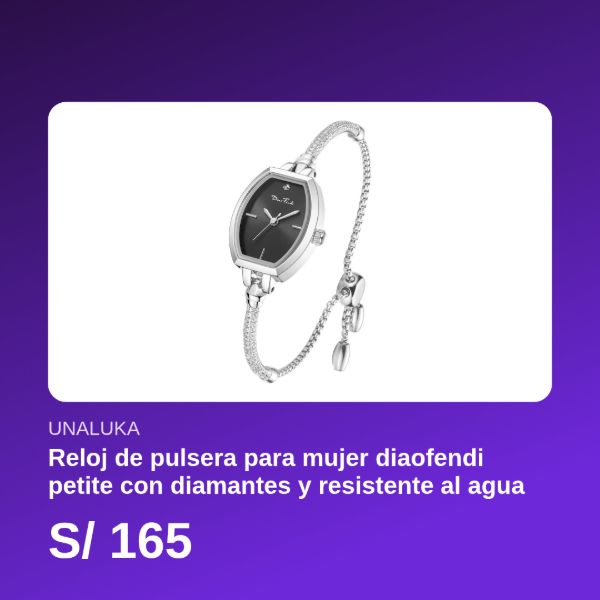 UNALUKA
Reloj de pulsera para mujer diaofendi
petite con diamantes y resistente al agua
S/ 165